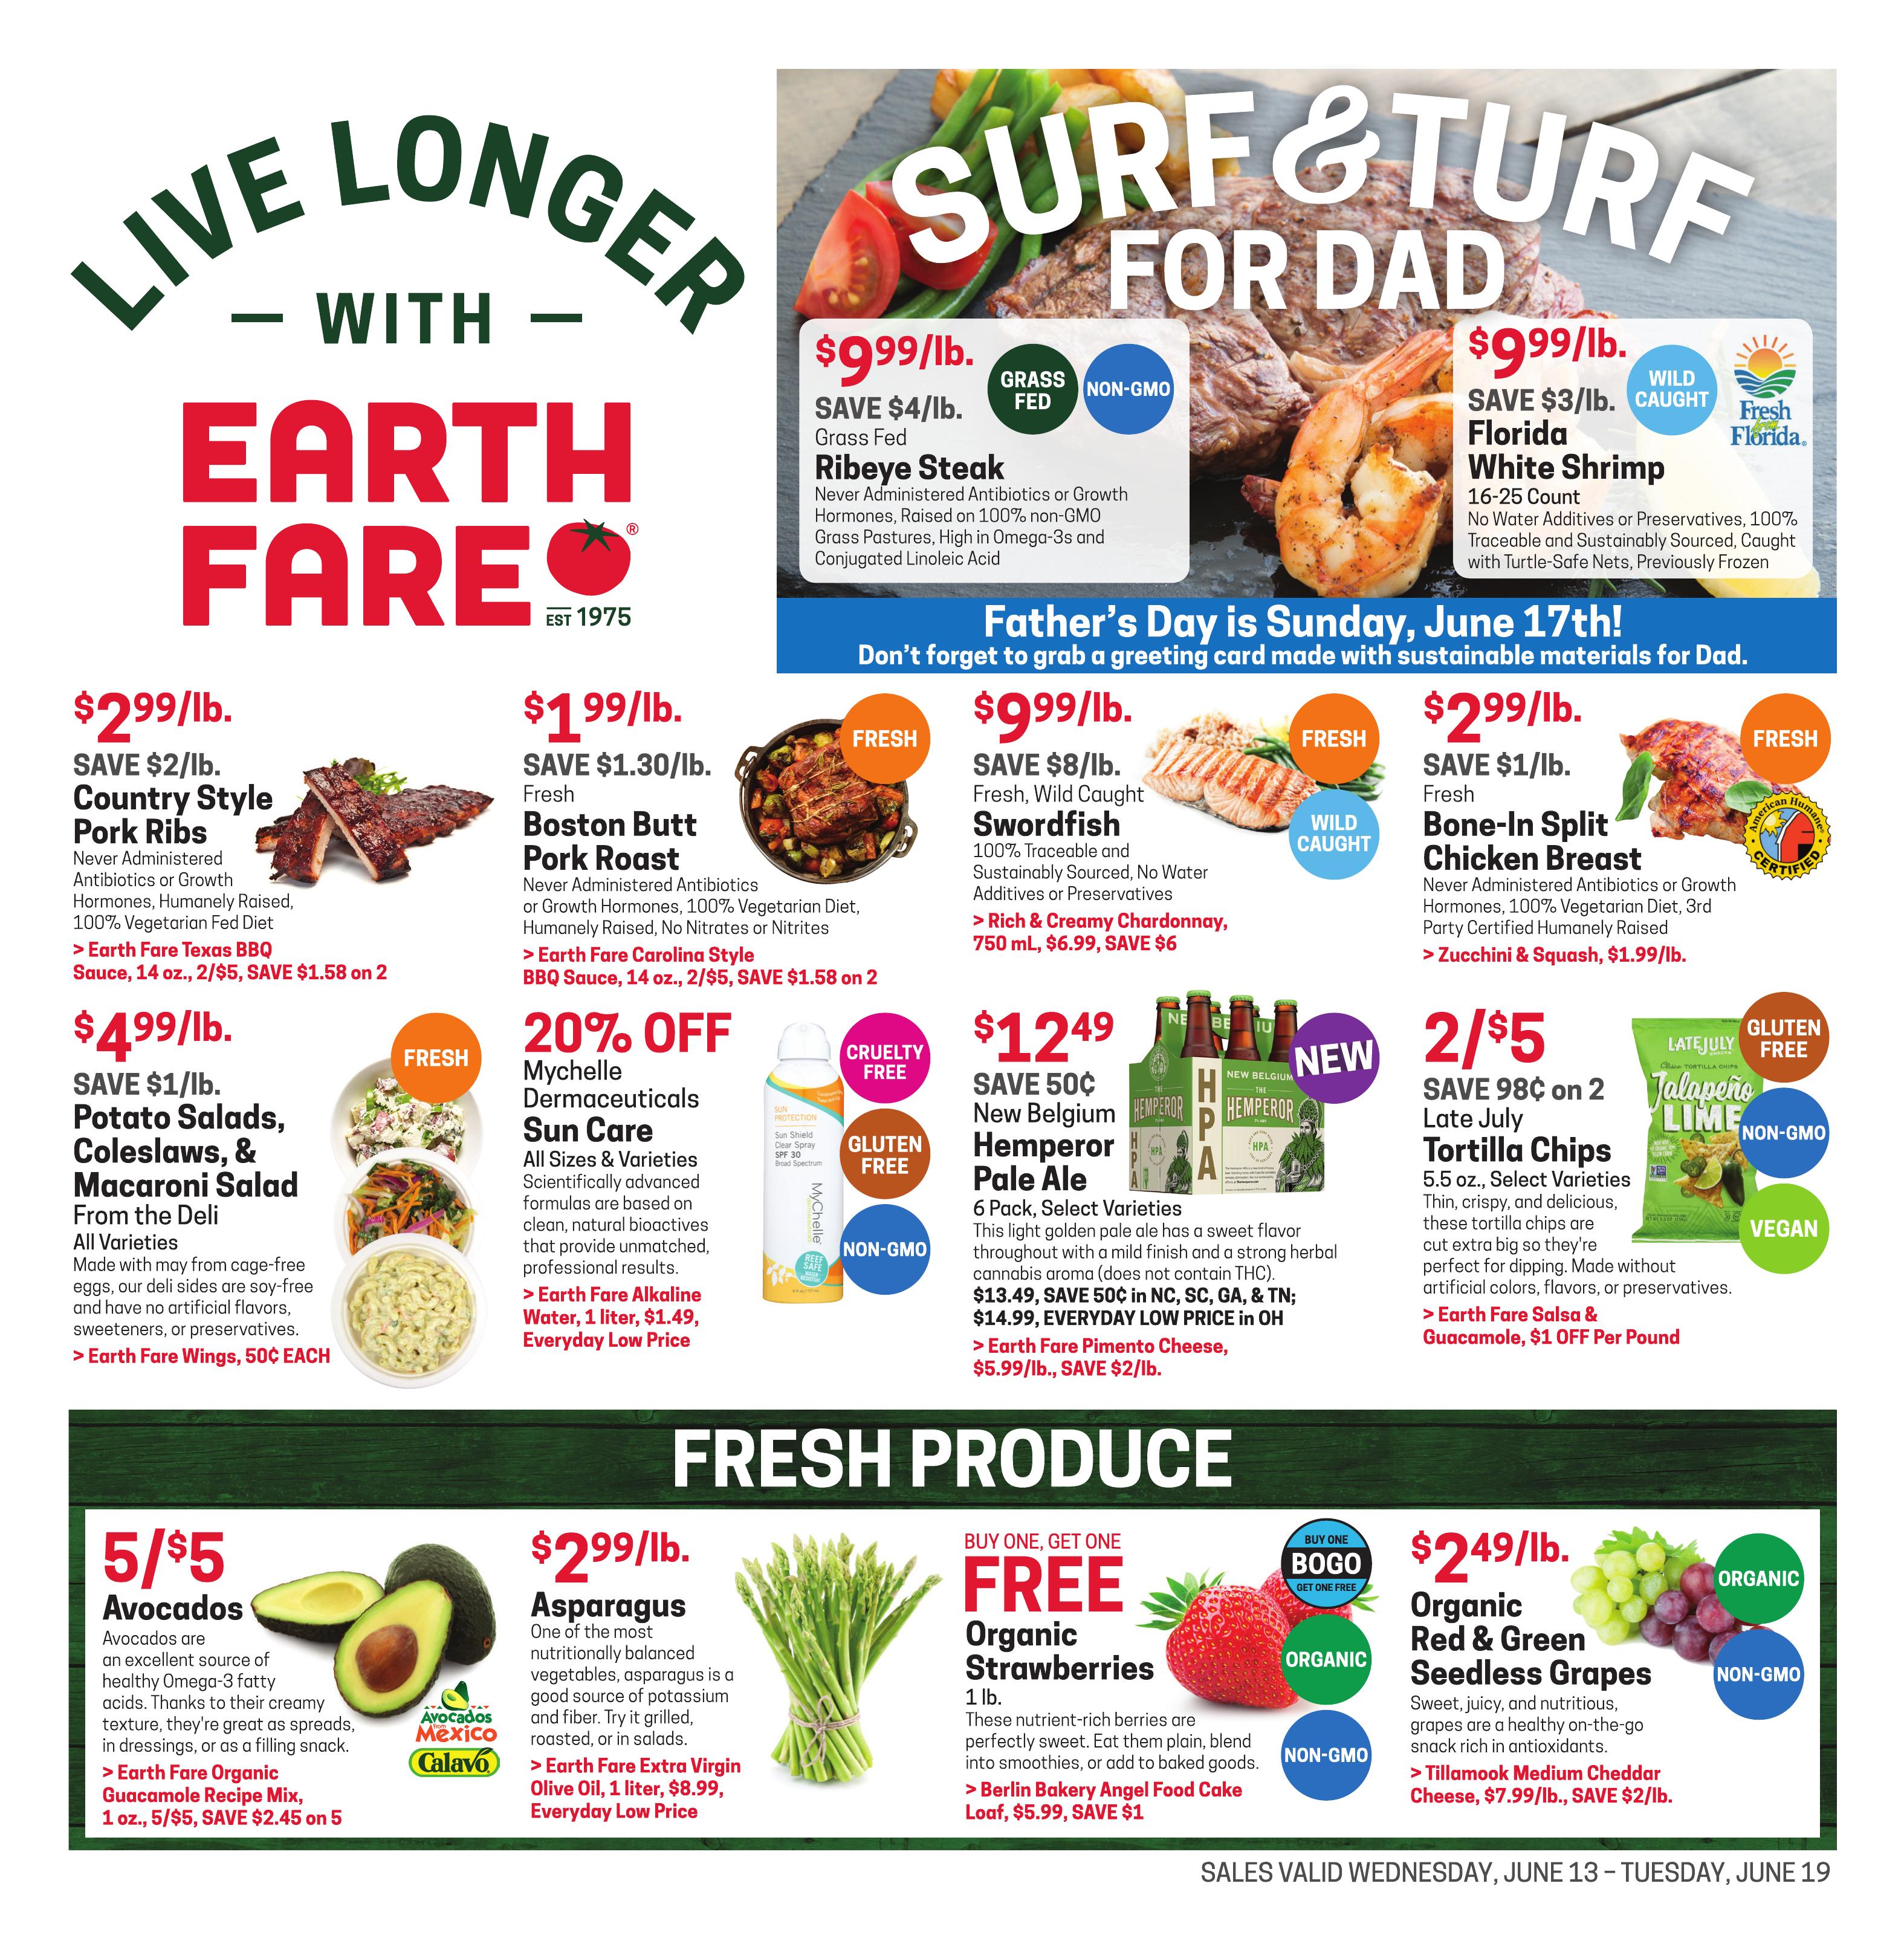 LIVE LONGER
WITH
EARTH
FARE®
EST 1975
SURF & TURF
FOR DAD
$9.99/lb.
SAVE $4/lb.
GRASS
FED
NON-GMO
Grass Fed
Ribeye Steak
Never Administered Antibiotics or Growth
Hormones, Raised on 100% non-GMO
Grass Pastures, High in Omega-3s and
Conjugated Linoleic Acid
$9.99/lb.
SAVE $3/lb.
WILD
CAUGHT
Fresh
from
Florida®
Florida
White Shrimp
16-25 Count
No Water Additives or Preservatives, 100%
Traceable and Sustainably Sourced, Caught
with Turtle-Safe Nets, Previously Frozen
Father's Day is Sunday, June 17th!
Don't forget to grab a greeting card made with sustainable materials for Dad.
$2.99/lb.
SAVE $2/lb.
Country Style
Pork Ribs
Never Administered
Antibiotics or Growth
Hormones, Humanely Raised,
100% Vegetarian Fed Diet
> Earth Fare Texas BBQ
Sauce, 14 oz., 2/$5, SAVE $1.58 on 2
$1.99/lb.
FRESH
SAVE $1.30/lb.
Fresh
Boston Butt
Pork Roast
Never Administered Antibiotics
or Growth Hormones, 100% Vegetarian Diet,
Humanely Raised, No Nitrates or Nitrites
> Earth Fare Carolina Style
BBQ Sauce, 14 oz., 2/$5, SAVE $1.58 on 2
$9.99/lb.
FRESH
SAVE $8/lb.
Fresh, Wild Caught
Swordfish
WILD
CAUGHT
100% Traceable and
Sustainably Sourced, No Water
Additives or Preservatives
> Rich & Creamy Chardonnay,
750 mL, $6.99, SAVE $6
$2.99/lb.
FRESH
SAVE $1/lb.
Fresh
Bone-In Split
Chicken Breast
American Humane
CERTIFIED
Never Administered Antibiotics or Growth
Hormones, 100% Vegetarian Diet, 3rd
Party Certified Humanely Raised
> Zucchini & Squash, $1.99/lb.
$4.99/lb.
FRESH
SAVE $1/lb.
Potato Salads,
Coleslaws, &
Macaroni Salad
From the Deli
All Varieties
Made with may from cage-free
eggs, our deli sides are soy-free
and have no artificial flavors,
sweeteners, or preservatives.
> Earth Fare Wings, 50¢ EACH
20% OFF
Mychelle
Dermaceuticals
Sun Care
All Sizes & Varieties
Scientifically advanced
formulas are based on
clean, natural bioactives
that provide unmatched,
professional results.
> Earth Fare Alkaline
Water, 1 liter, $1.49,
Everyday Low Price
SUN
PROTECTION
Sun Shield
Clear Spray
SPF 30
Broad Spectrum
MyChelle
REEF
SAFE
CRUELTY
FREE
GLUTEN
FREE
NON-GMO
$12.49
SAVE 50¢
New Belgium
Hemperor
Pale Ale
6 Pack, Select Varieties
This light golden pale ale has a sweet flavor
throughout with a mild finish and a strong herbal
cannabis aroma (does not contain THC).
$13.49, SAVE 50¢ in NC, SC, GA, & TN;
$14.99, EVERYDAY LOW PRICE in OH
> Earth Fare Pimento Cheese,
$5.99/lb., SAVE $2/lb.
NEW BELGIUM
THE
HEMPEROR
HPA
NEW
2/$5
SAVE 98¢ on 2
Late July
Tortilla Chips
5.5 oz., Select Varieties
Thin, crispy, and delicious,
these tortilla chips are
cut extra big so they're
perfect for dipping. Made without
artificial colors, flavors, or preservatives.
> Earth Fare Salsa &
Guacamole, $1 OFF Per Pound
LATE JULY
SNACKS
TORTILLA CHIPS
Jalapeño
LIME
GLUTEN
FREE
NON-GMO
VEGAN
FRESH PRODUCE
5/$5
Avocados
Avocados are
an excellent source of
healthy Omega-3 fatty
acids. Thanks to their creamy
texture, they're great as spreads,
in dressings, or as a filling snack.
> Earth Fare Organic
Guacamole Recipe Mix,
1 oz., 5/$5, SAVE $2.45 on 5
Avocados
from
Mexico
Calavo
$2.99/lb.
Asparagus
One of the most
nutritionally balanced
vegetables, asparagus is a
good source of potassium
and fiber. Try it grilled,
roasted, or in salads.
> Earth Fare Extra Virgin
Olive Oil, 1 liter, $8.99,
Everyday Low Price
BUY ONE, GET ONE
FREE
Organic
Strawberries
1 lb.
These nutrient-rich berries are
perfectly sweet. Eat them plain, blend
into smoothies, or add to baked goods.
> Berlin Bakery Angel Food Cake
Loaf, $5.99, SAVE $1
BUY ONE
BOGO
GET ONE FREE
ORGANIC
NON-GMO
$2.49/lb.
Organic
Red & Green
Seedless Grapes
Sweet, juicy, and nutritious,
grapes are a healthy on-the-go
snack rich in antioxidants.
> Tillamook Medium Cheddar
Cheese, $7.99/lb., SAVE $2/lb.
ORGANIC
NON-GMO
SALES VALID WEDNESDAY, JUNE 13 – TUESDAY, JUNE 19